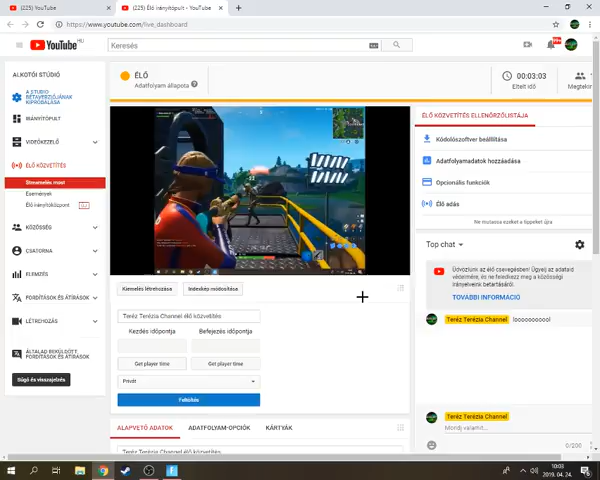 (225) YouTube
(225) Élő irányítópult - YouTube
https://www.youtube.com/live_dashboard
YouTube HU
Keresés
99+
ALKOTÓI STÚDIÓ
A STUDIO BÉTAVERZIÓJÁNAK KIPRÓBÁLÁSA
IRÁNYÍTÓPULT
VIDEÓKEZELŐ
ÉLŐ KÖZVETÍTÉS
Streamelés most
Események
Élő irányítóközpont
KÖZÖSSÉG
CSATORNA
ELEMZÉS
FORDÍTÁSOK ÉS ÁTÍRÁSOK
LÉTREHOZÁS
ÁLTALAD BEKÜLDÖTT, FORDÍTÁSOK ÉS ÁTÍRÁSOK
Súgó és visszajelzés
ÉLŐ
Adatfolyam állapota
00:03:03
Eltelt idő
1
Megtekin
Kiemelés létrehozása
Indexkép módosítása
Teréz Terézia Channel élő közvetítés
Kezdés időpontja
Befejezés időpontja
Get player time
Get player time
Privát
Feltöltés
ALAPVETŐ ADATOK
ADATFOLYAM-OPCIÓK
KÁRTYÁK
Teréz Terézia Channel élő közvetítés
ÉLŐ KÖZVETÍTÉS ELLENŐRZŐLISTÁJA
Kódolószoftver beállítása
Adatfolyamadatok hozzáadása
Opcionális funkciók
Élő adás
Ne mutassa ezeket a tippeket újra
Top chat
Üdvözlünk az élő csevegésben! Ügyelj az adataid védelmére, és ne feledkezz meg a közösségi irányelveink betartásáról.
TOVÁBBI INFORMÁCIÓ
Teréz Terézia Channel
looooooooool
Teréz Terézia Channel
Mondj valamit...
0/200
10:03
2019. 04. 24.